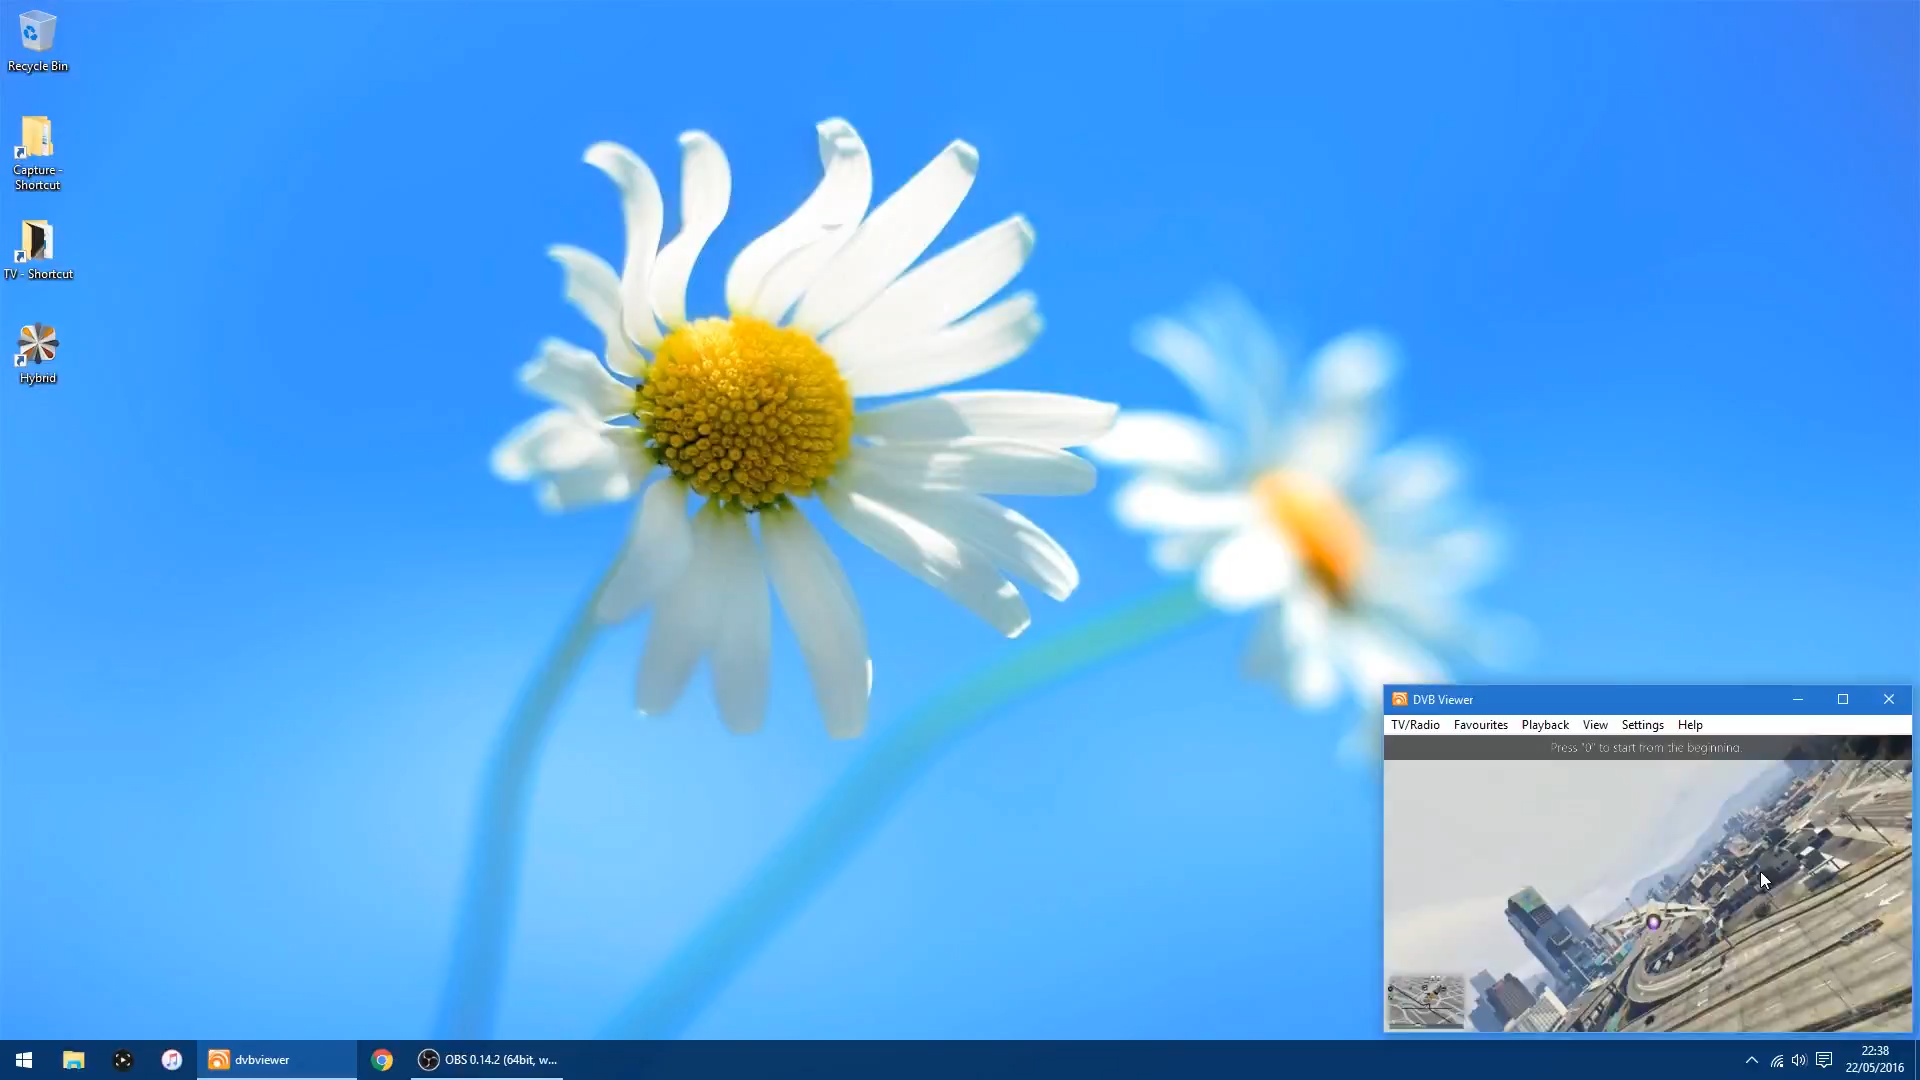 Recycle Bin
Capture -
Shortcut
TV - Shortcut
Hybrid
DVB Viewer
TV/Radio Favourites Playback View Settings Help
Press "0" to start from the beginning.
dvbviewer
OBS 0.14.2 (64bit, w...
22:38
22/05/2016